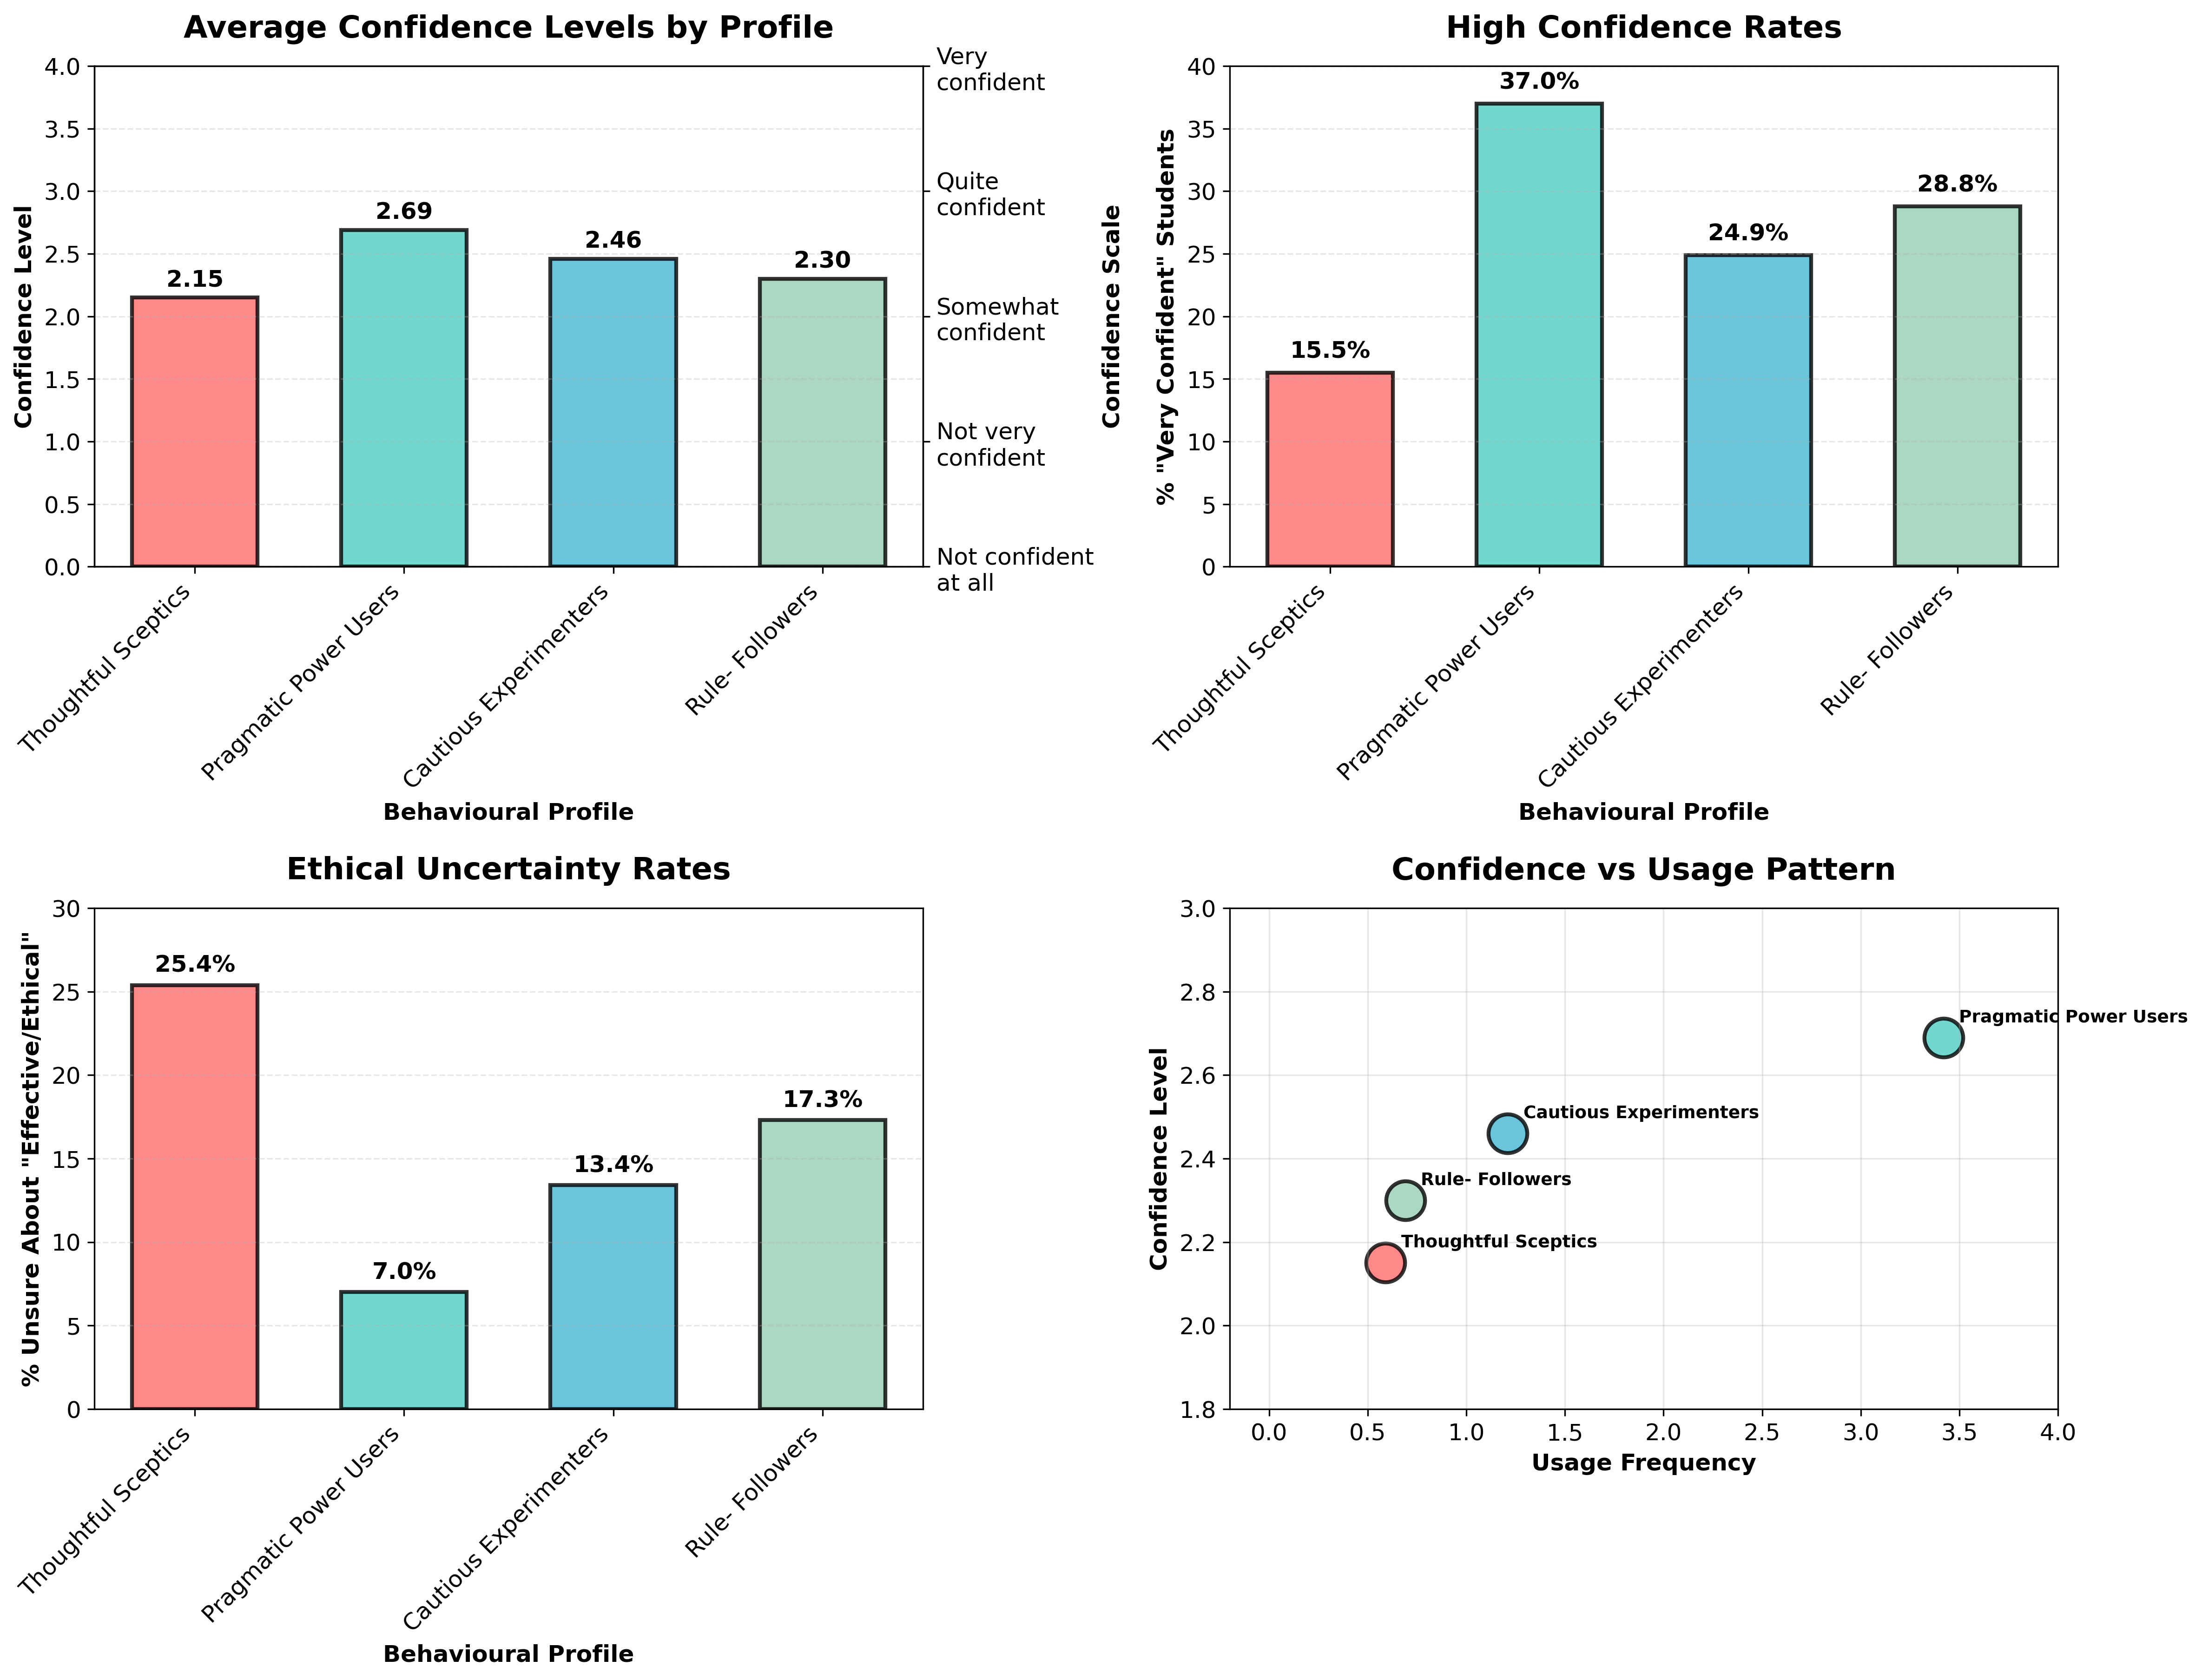 Average Confidence Levels by Profile
4.0
3.5
3.0
2.5
2.0
1.5
1.0
0.5
0.0
Confidence Level
2.15
2.69
2.46
2.30
Very
confident
Quite
confident
Somewhat
confident
Not very
confident
Not confident
at all
Confidence Scale
Thoughtful Sceptics
Pragmatic Power Users
Cautious Experimenters
Rule- Followers
Behavioural Profile
High Confidence Rates
40
35
30
25
20
15
10
5
0
% "Very Confident" Students
15.5%
37.0%
24.9%
28.8%
Thoughtful Sceptics
Pragmatic Power Users
Cautious Experimenters
Rule- Followers
Behavioural Profile
Ethical Uncertainty Rates
30
25
20
15
10
5
0
% Unsure About "Effective/Ethical"
25.4%
7.0%
13.4%
17.3%
Thoughtful Sceptics
Pragmatic Power Users
Cautious Experimenters
Rule- Followers
Behavioural Profile
Confidence vs Usage Pattern
3.0
2.8
2.6
2.4
2.2
2.0
1.8
Confidence Level
Pragmatic Power Users
Cautious Experimenters
Rule- Followers
Thoughtful Sceptics
0.0 0.5 1.0 1.5 2.0 2.5 3.0 3.5 4.0
Usage Frequency